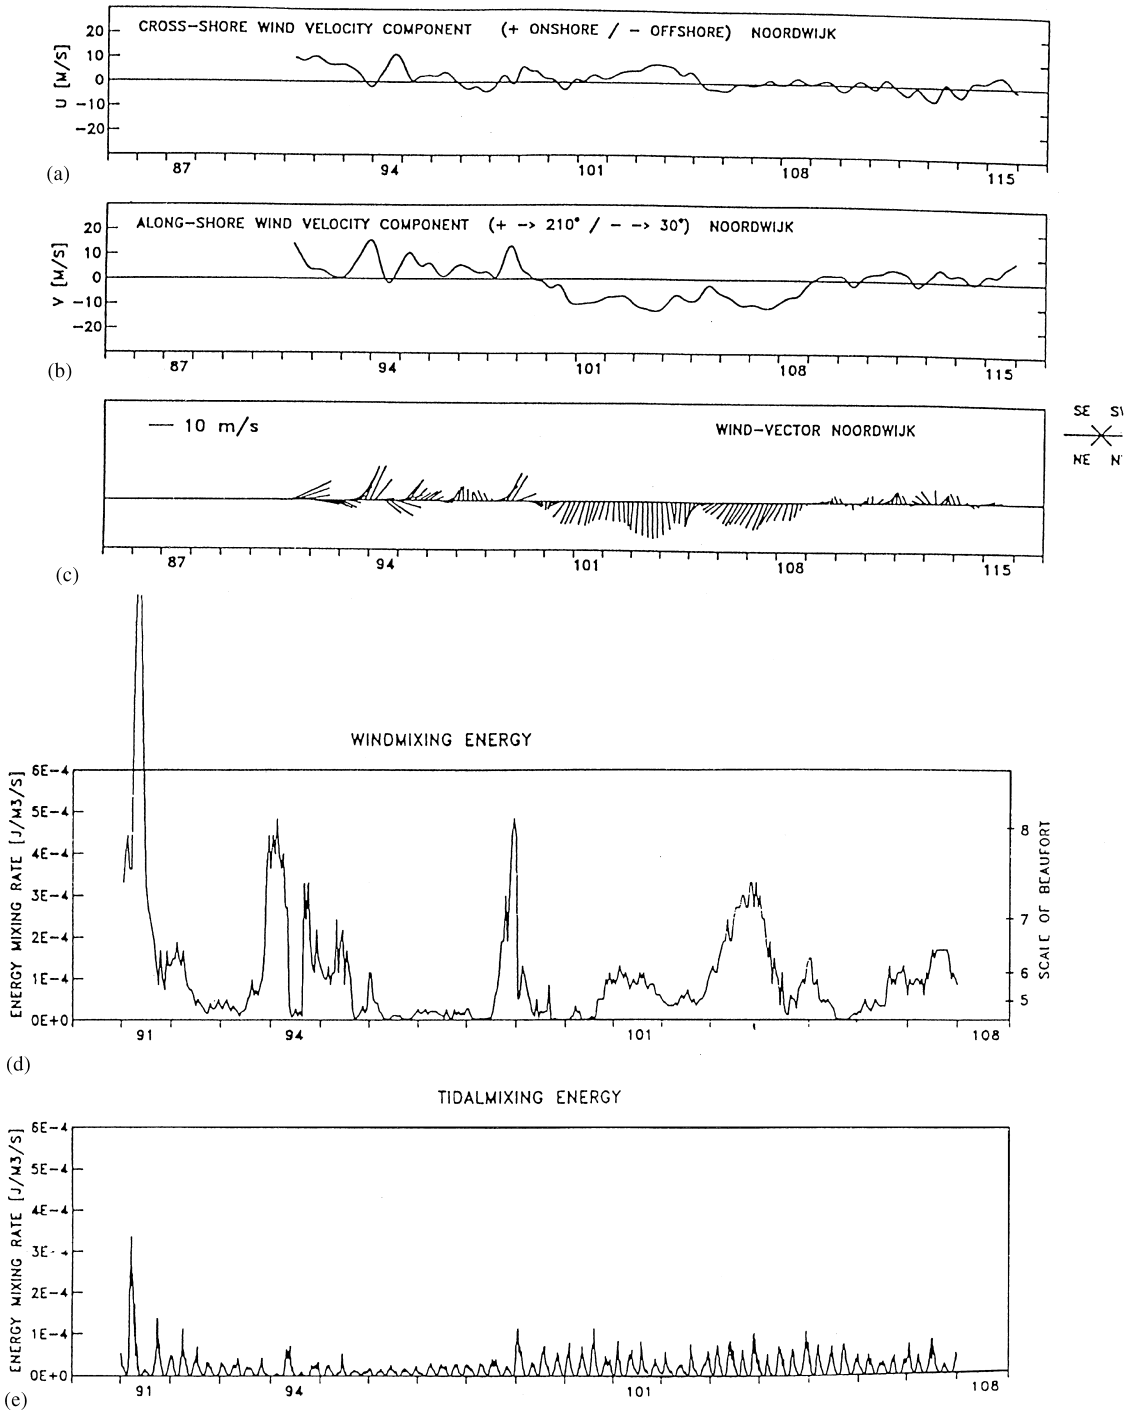 CROSS-SHORE WIND VELOCITY COMPONENT (+ ONSHORE / - OFFSHORE) NOORDWIJK
U [M/S]
20
10
0
-10
-20
87 94 101 108 115
(a)
ALONG-SHORE WIND VELOCITY COMPONENT (+ -> 210° / - -> 30°) NOORDWIJK
V [M/S]
20
10
0
-10
-20
87 94 101 108 115
(b)
10 m/s
WIND-VECTOR NOORDWIJK
SE
NE
87 94 101 108 115
(c)
WINDMIXING ENERGY
ENERGY MIXING RATE [J/M3/S]
6E-4
5E-4
4E-4
3E-4
2E-4
1E-4
0E+0
8
7
6
5
SCALE OF BEAUFORT
91 94 101 108
(d)
TIDALMIXING ENERGY
ENERGY MIXING RATE [J/M3/S]
6E-4
5E-4
4E-4
3E-4
2E-4
1E-4
0E+0
91 94 101 108
(e)